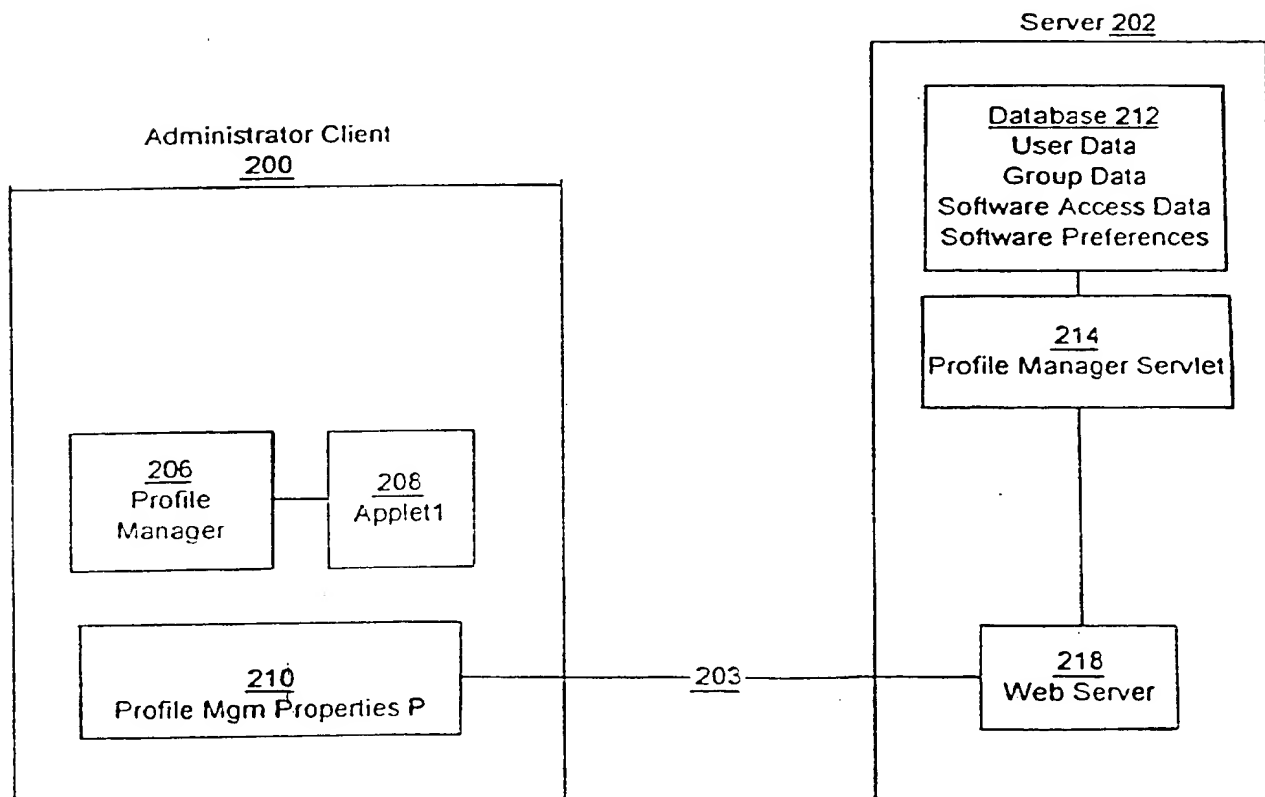 Server 202
Database 212
User Data
Group Data
Software Access Data
Software Preferences
214
Profile Manager Servlet
Administrator Client
200
206
Profile
Manager
208
Applet1
210
Profile Mgm Properties P
203
218
Web Server